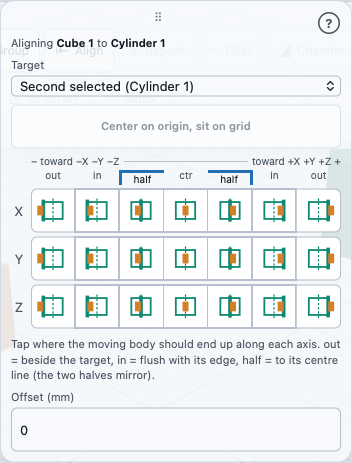 ?
Aligning Cube 1 to Cylinder 1
Target
Second selected (Cylinder 1)
Center on origin, sit on grid
− toward −X −Y −Z toward +X +Y +Z +
out in half ctr half in out
X
Y
Z
Tap where the moving body should end up along each axis. out
= beside the target, in = flush with its edge, half = to its centre
line (the two halves mirror).
Offset (mm)
0